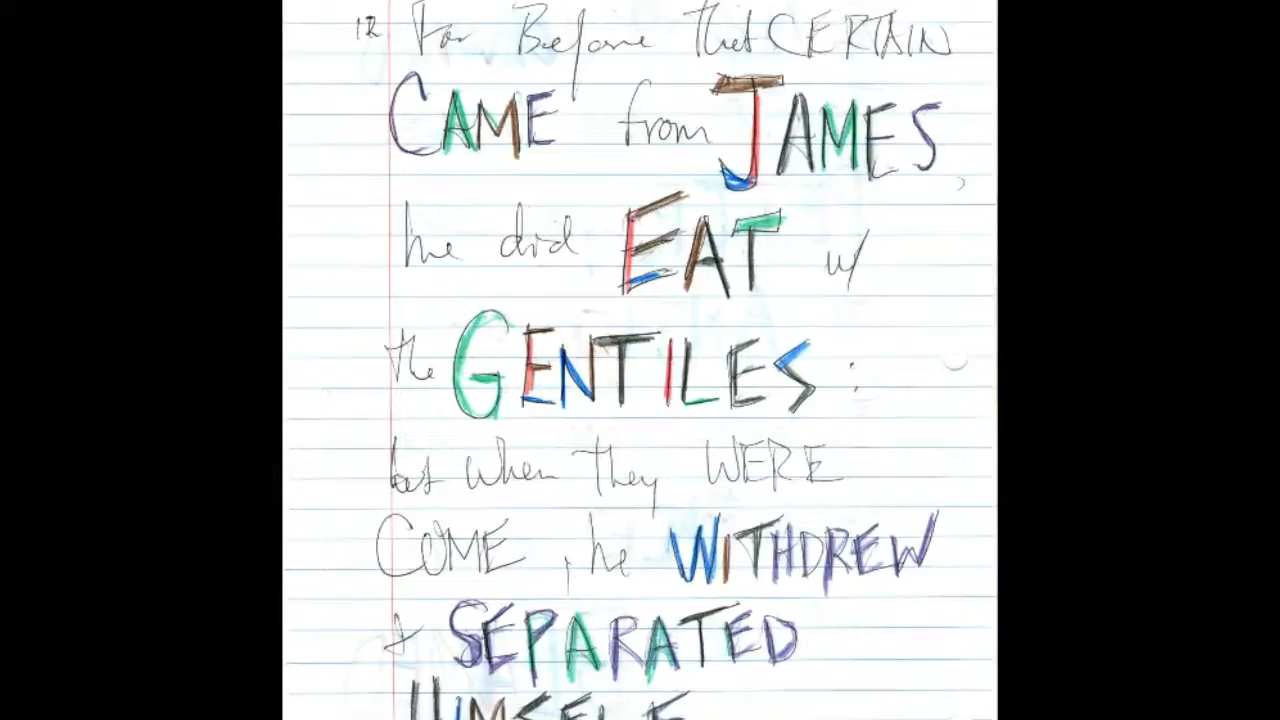 12 For Before that CERTAIN
CAME from JAMES,
he did EAT w/
the GENTILES:
but when they WERE
COME, he WITHDREW
& SEPARATED
HIMSELF